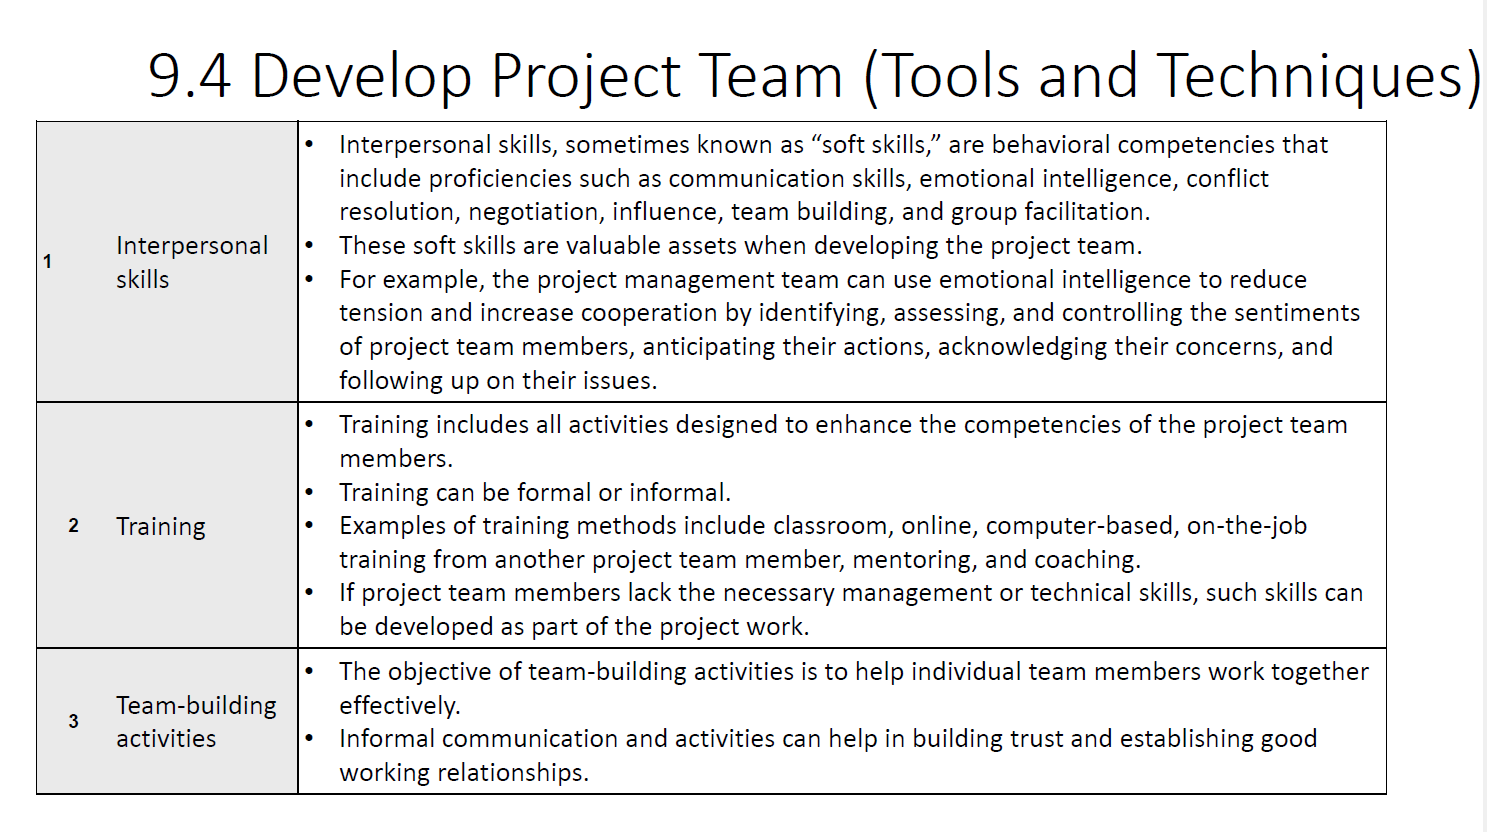 9.4 Develop Project Team (Tools and Techniques)
1
Interpersonal
skills
• Interpersonal skills, sometimes known as “soft skills,” are behavioral competencies that
include proficiencies such as communication skills, emotional intelligence, conflict
resolution, negotiation, influence, team building, and group facilitation.
• These soft skills are valuable assets when developing the project team.
• For example, the project management team can use emotional intelligence to reduce
tension and increase cooperation by identifying, assessing, and controlling the sentiments
of project team members, anticipating their actions, acknowledging their concerns, and
following up on their issues.
2
Training
• Training includes all activities designed to enhance the competencies of the project team
members.
• Training can be formal or informal.
• Examples of training methods include classroom, online, computer-based, on-the-job
training from another project team member, mentoring, and coaching.
• If project team members lack the necessary management or technical skills, such skills can
be developed as part of the project work.
3
Team-building
activities
• The objective of team-building activities is to help individual team members work together
effectively.
• Informal communication and activities can help in building trust and establishing good
working relationships.